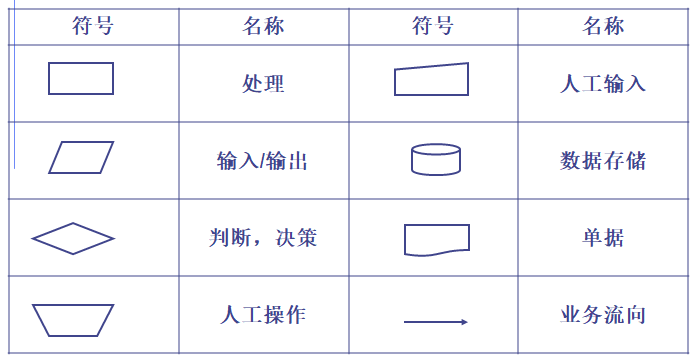 符号 名称 符号 名称
处理 人工输入
输入/输出 数据存储
判断，决策 单据
人工操作 业务流向